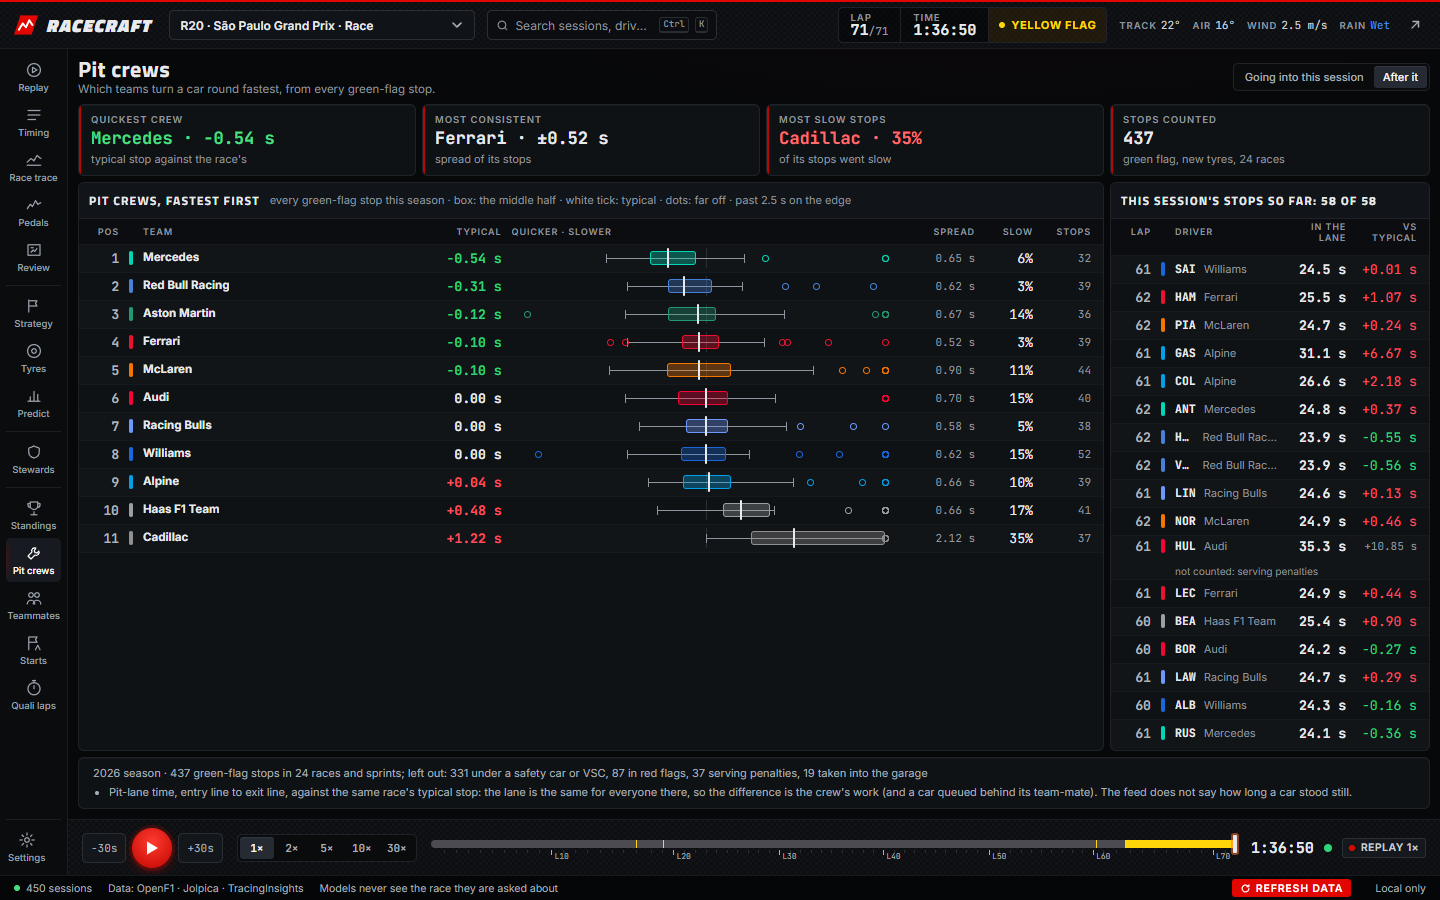 RACECRAFT
R20 · São Paulo Grand Prix · Race
Search sessions, driv... Ctrl K
LAP 71/71
TIME 1:36:50
YELLOW FLAG
TRACK 22° AIR 16° WIND 2.5 m/s RAIN Wet
Replay
Timing
Race trace
Pedals
Review
Strategy
Tyres
Predict
Stewards
Standings
Pit crews
Teammates
Starts
Quali laps
Settings
Pit crews
Which teams turn a car round fastest, from every green-flag stop.
Going into this session After it
QUICKEST CREW
Mercedes · -0.54 s
typical stop against the race's
MOST CONSISTENT
Ferrari · ±0.52 s
spread of its stops
MOST SLOW STOPS
Cadillac · 35%
of its stops went slow
STOPS COUNTED
437
green flag, new tyres, 24 races
PIT CREWS, FASTEST FIRST every green-flag stop this season · box: the middle half · white tick: typical · dots: far off · past 2.5 s on the edge
POS TEAM TYPICAL QUICKER · SLOWER SPREAD SLOW STOPS
1 Mercedes -0.54 s 0.65 s 6% 32
2 Red Bull Racing -0.31 s 0.62 s 3% 39
3 Aston Martin -0.12 s 0.67 s 14% 36
4 Ferrari -0.10 s 0.52 s 3% 39
5 McLaren -0.10 s 0.90 s 11% 44
6 Audi 0.00 s 0.70 s 15% 40
7 Racing Bulls 0.00 s 0.58 s 5% 38
8 Williams 0.00 s 0.62 s 15% 52
9 Alpine +0.04 s 0.66 s 10% 39
10 Haas F1 Team +0.48 s 0.66 s 17% 41
11 Cadillac +1.22 s 2.12 s 35% 37
THIS SESSION'S STOPS SO FAR: 58 OF 58
LAP DRIVER IN THE LANE VS TYPICAL
61 SAI Williams 24.5 s +0.01 s
62 HAM Ferrari 25.5 s +1.07 s
62 PIA McLaren 24.7 s +0.24 s
61 GAS Alpine 31.1 s +6.67 s
61 COL Alpine 26.6 s +2.18 s
62 ANT Mercedes 24.8 s +0.37 s
62 H... Red Bull Rac... 23.9 s -0.55 s
62 V... Red Bull Rac... 23.9 s -0.56 s
61 LIN Racing Bulls 24.6 s +0.13 s
62 NOR McLaren 24.9 s +0.46 s
61 HUL Audi 35.3 s +10.85 s
not counted: serving penalties
61 LEC Ferrari 24.9 s +0.44 s
60 BEA Haas F1 Team 25.4 s +0.90 s
60 BOR Audi 24.2 s -0.27 s
61 LAW Racing Bulls 24.7 s +0.29 s
60 ALB Williams 24.3 s -0.16 s
61 RUS Mercedes 24.1 s -0.36 s
2026 season · 437 green-flag stops in 24 races and sprints; left out: 331 under a safety car or VSC, 87 in red flags, 37 serving penalties, 19 taken into the garage
• Pit-lane time, entry line to exit line, against the same race's typical stop: the lane is the same for everyone there, so the difference is the crew's work (and a car queued behind its team-mate). The feed does not say how long a car stood still.
-30s +30s 1× 2× 5× 10× 30×
L10 L20 L30 L40 L50 L60 L70
1:36:50 REPLAY 1×
450 sessions Data: OpenF1 · Jolpica · TracingInsights Models never see the race they are asked about
REFRESH DATA Local only